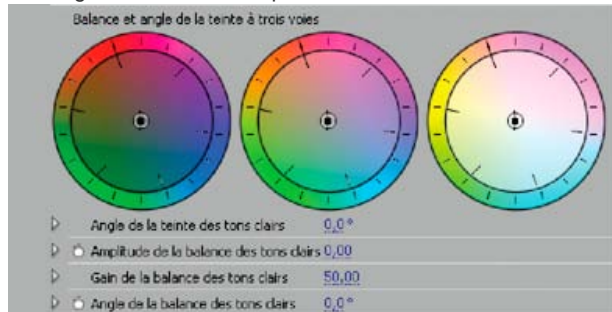 Balance et angle de la teinte à trois voies
Angle de la teinte des tons clairs 0,0°
Amplitude de la balance des tons clairs 0,00
Gain de la balance des tons clairs 50,00
Angle de la balance des tons clairs 0,0°